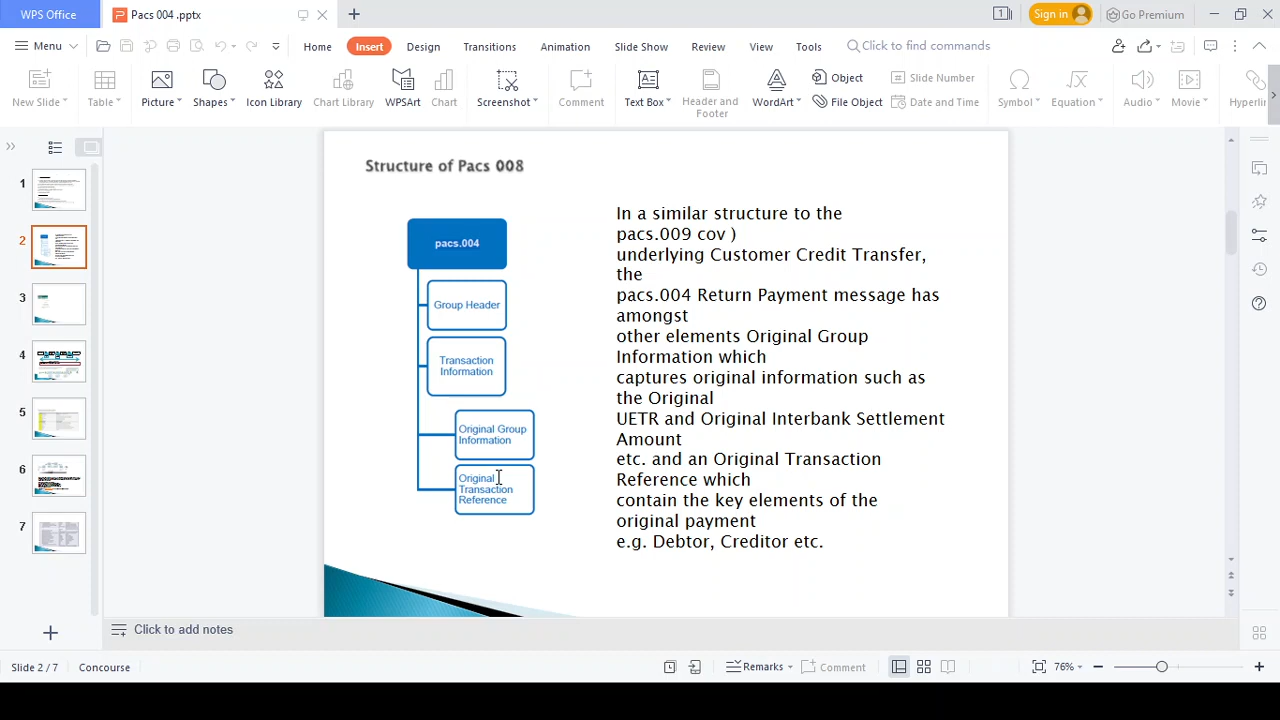 WPS Office
Pacs 004 .pptx
Sign in
Go Premium
Menu
Home
Insert
Design
Transitions
Animation
Slide Show
Review
View
Tools
Click to find commands
New Slide
Table
Picture
Shapes
Icon Library
Chart Library
WPSArt
Chart
Screenshot
Comment
Text Box
Header and
Footer
WordArt
Object
File Object
Slide Number
Date and Time
Symbol
Equation
Audio
Movie
Hyperlin
1
2
3
4
5
6
7
Structure of Pacs 008
pacs.004
Group Header
Transaction
Information
Original Group
Information
Original
Transaction
Reference
In a similar structure to the
pacs.009 cov )
underlying Customer Credit Transfer,
the
pacs.004 Return Payment message has
amongst
other elements Original Group
Information which
captures original information such as
the Original
UETR and Original Interbank Settlement
Amount
etc. and an Original Transaction
Reference which
contain the key elements of the
original payment
e.g. Debtor, Creditor etc.
Click to add notes
Slide 2 / 7
Concourse
Remarks
Comment
76%